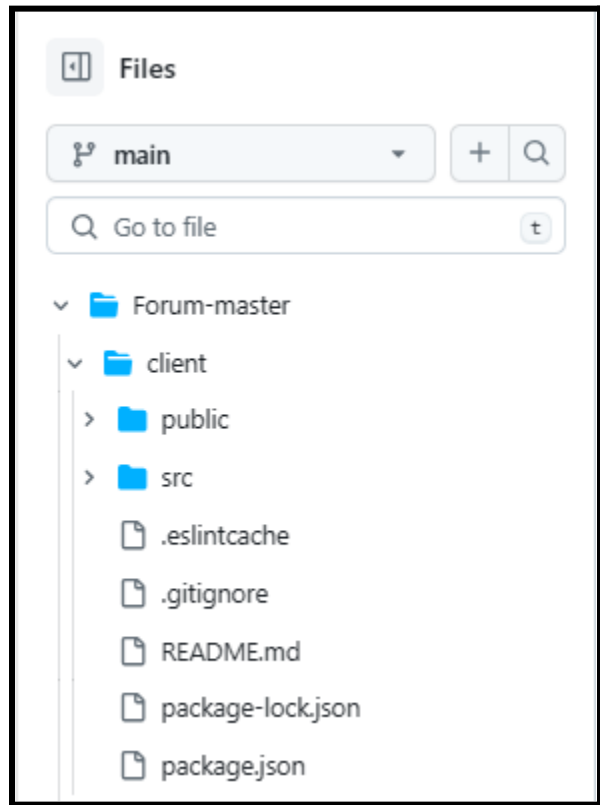 Files
main
Go to file
t
Forum-master
client
public
src
.eslintcache
.gitignore
README.md
package-lock.json
package.json